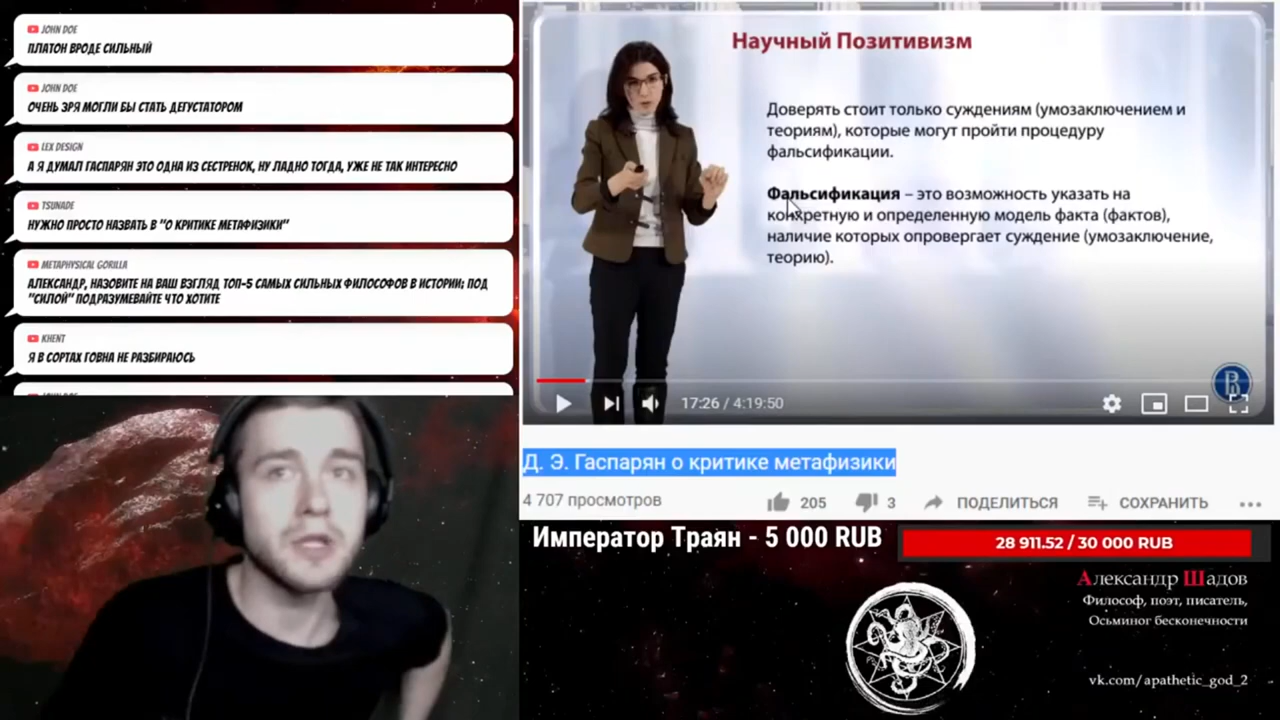 JOHN DOE
ПЛАТОН ВРОДЕ СИЛЬНЫЙ
JOHN DOE
ОЧЕНЬ ЗРЯ МОГЛИ БЫ СТАТЬ ДЕГУСТАТОРОМ
LEX DESIGN
А Я ДУМАЛ ГАСПАРЯН ЭТО ОДНА ИЗ СЕСТРЕНОК, НУ ЛАДНО ТОГДА, УЖЕ НЕ ТАК ИНТЕРЕСНО
TSUNADE
НУЖНО ПРОСТО НАЗВАТЬ В "О КРИТИКЕ МЕТАФИЗИКИ"
METAPHYSICAL GORILLA
АЛЕКСАНДР, НАЗОВИТЕ НА ВАШ ВЗГЛЯД ТОП-5 САМЫХ СИЛЬНЫХ ФИЛОСОФОВ В ИСТОРИИ; ПОД
"СИЛОЙ" ПОДРАЗУМЕВАЙТЕ ЧТО ХОТИТЕ
KHENT
Я В СОРТАХ ГОВНА НЕ РАЗБИРАЮСЬ
Научный Позитивизм
Доверять стоит только суждениям (умозаключением и
теориям), которые могут пройти процедуру
фальсификации.
Фальсификация – это возможность указать на
конкретную и определенную модель факта (фактов),
наличие которых опровергает суждение (умозаключение,
теорию).
17:26 / 4:19:50
Д. Э. Гаспарян о критике метафизики
4 707 просмотров
205
3
ПОДЕЛИТЬСЯ
СОХРАНИТЬ
Император Траян - 5 000 RUB
28 911.52 / 30 000 RUB
Александр Шадов
Философ, поэт, писатель,
Осьминог бесконечности
vk.com/apathetic_god_2